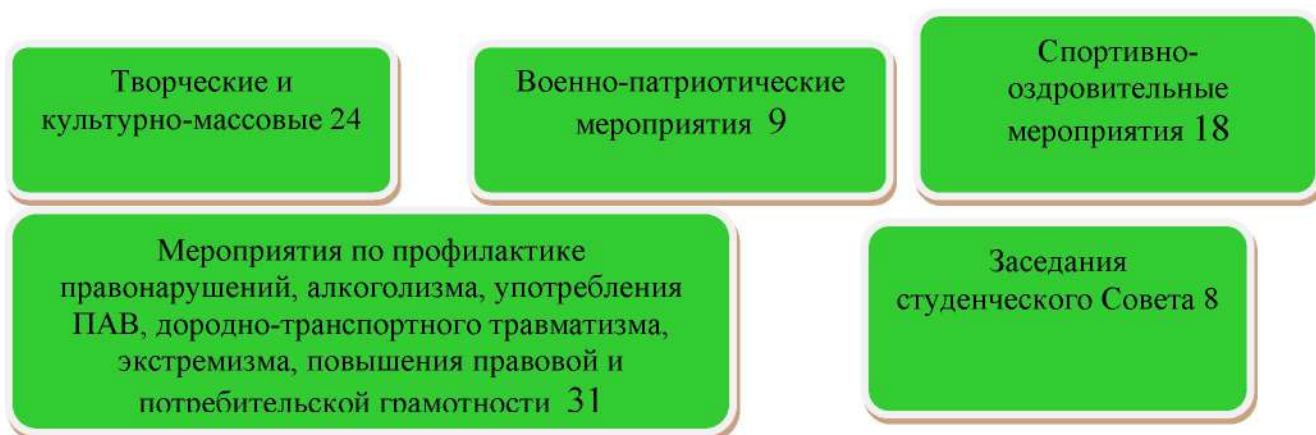 Творческие и
культурно-массовые 24
Военно-патриотические
мероприятия 9
Спортивно-
оздровительные
мероприятия 18
Мероприятия по профилактике
правонарушений, алкоголизма, употребления
ПАВ, дородно-транспортного травматизма,
экстремизма, повышения правовой и
потребительской грамотности 31
Заседания
студенческого Совета 8